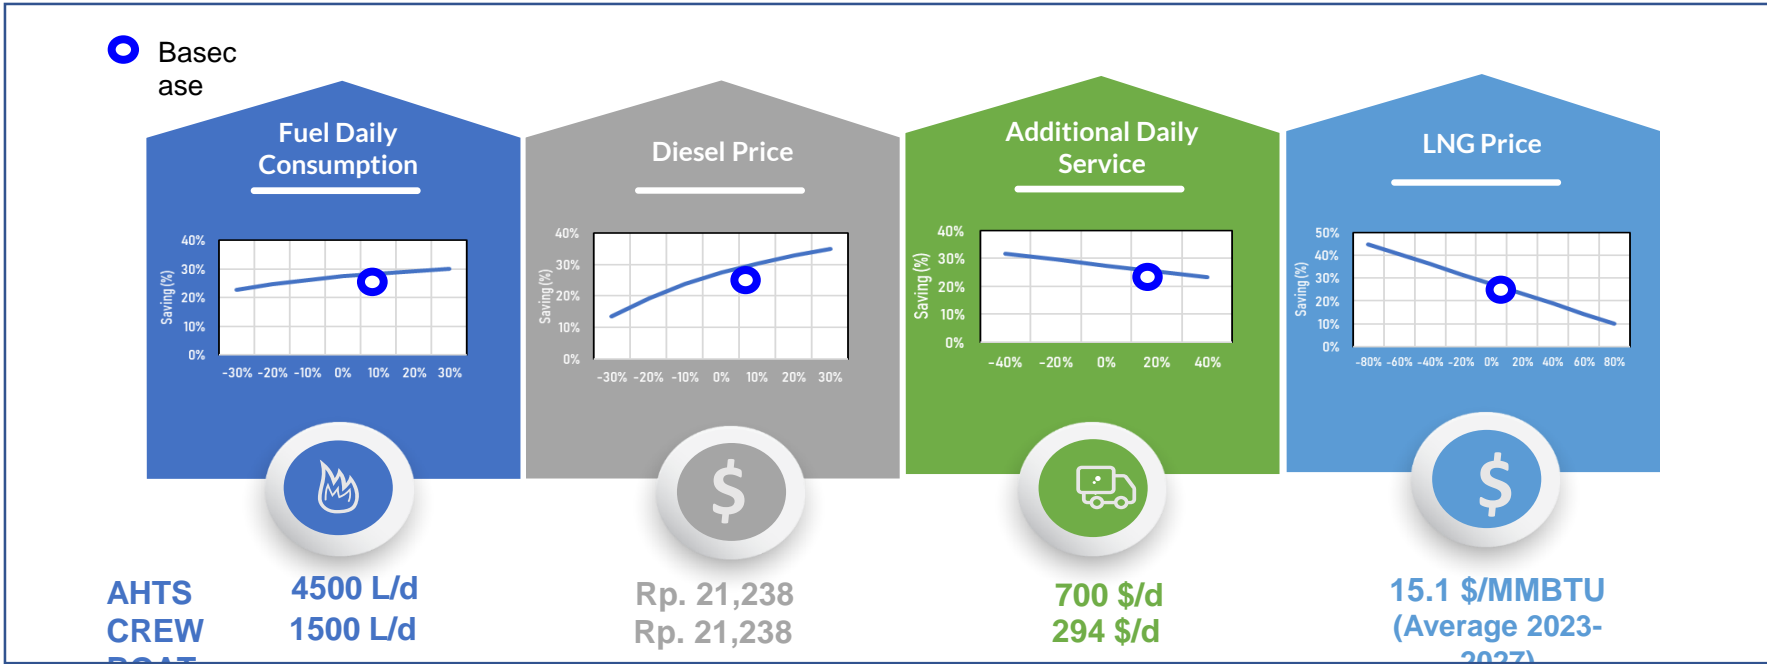 Basec
ase
Fuel Daily
Consumption
Saving (%)
40%
30%
20%
10%
0%
-30% -20% -10% 0% 10% 20% 30%
Diesel Price
Saving (%)
40%
30%
20%
10%
0%
-30% -20% -10% 0% 10% 20% 30%
Additional Daily
Service
Saving (%)
40%
30%
20%
10%
0%
-40% -20% 0% 20% 40%
LNG Price
Saving (%)
50%
40%
30%
20%
10%
0%
-80% -60% -40% -20% 0% 20% 40% 60% 80%
$
$
AHTS
CREW
BOAT
4500 L/d
1500 L/d
Rp. 21,238
Rp. 21,238
700 $/d
294 $/d
15.1 $/MMBTU
(Average 2023-
2027)